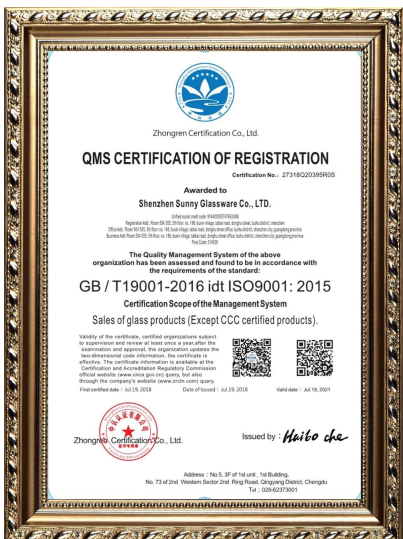 Zhongren Certification Co., Ltd.
QMS CERTIFICATION OF REGISTRATION
Certification No.: 27318Q20395R0S
Awarded to
Shenzhen Sunny Glassware Co., LTD.
Unified social credit code:
The Quality Management System of the above
organization has been assessed and found to be in accordance with
the requirements of the standard:
GB / T19001-2016 idt ISO9001: 2015
Certification Scope of the Management System
Sales of glass products (Except CCC certified products).
Validity of the certificate, certified organizations subject
to supervision and review at least once a year.after the
examination and approval, the organization updates the
two-dimensional code information, the certificate is
effective. The certificate information is available at the
Certification and Accreditation Regulatory Commission
official website (www.cnca.gov.cn) query, but also
through the company's website (www.zrcln.com) query.
First certified date : Jul.19, 2018 Date of Issued : Jul.19, 2018 Valid date : Jul.19, 2021
Zhongren Certification Co., Ltd.
Issued by : Haibo che
Address : No.5, 3F of 1st unit , 1st Building,
No. 73 of 2nd Western Sector 2nd Ring Road, Qingyang District, Chengdu
Tel : 028-62373001